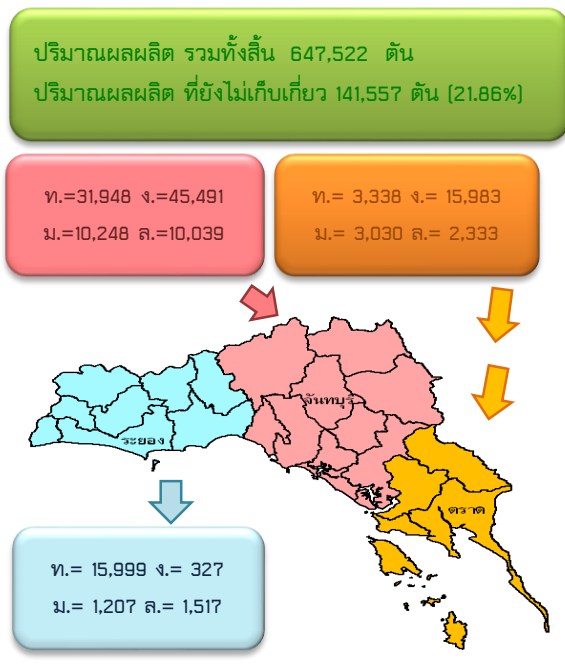 ปริมาณผลผลิต รวมทั้งสิ้น 647,522 ตัน
ปริมาณผลผลิต ที่ยังไม่เก็บเกี่ยว 141,557 ตัน (21.86%)
ท.=31,948 ง.=45,491
ม.=10,248 ล.=10,039
ท.= 3,338 ง.= 15,983
ม.= 3,030 ล.= 2,333
จันทบุรี
ระยอง
ตราด
ท.= 15,999 ง.= 327
ม.= 1,207 ล.= 1,517